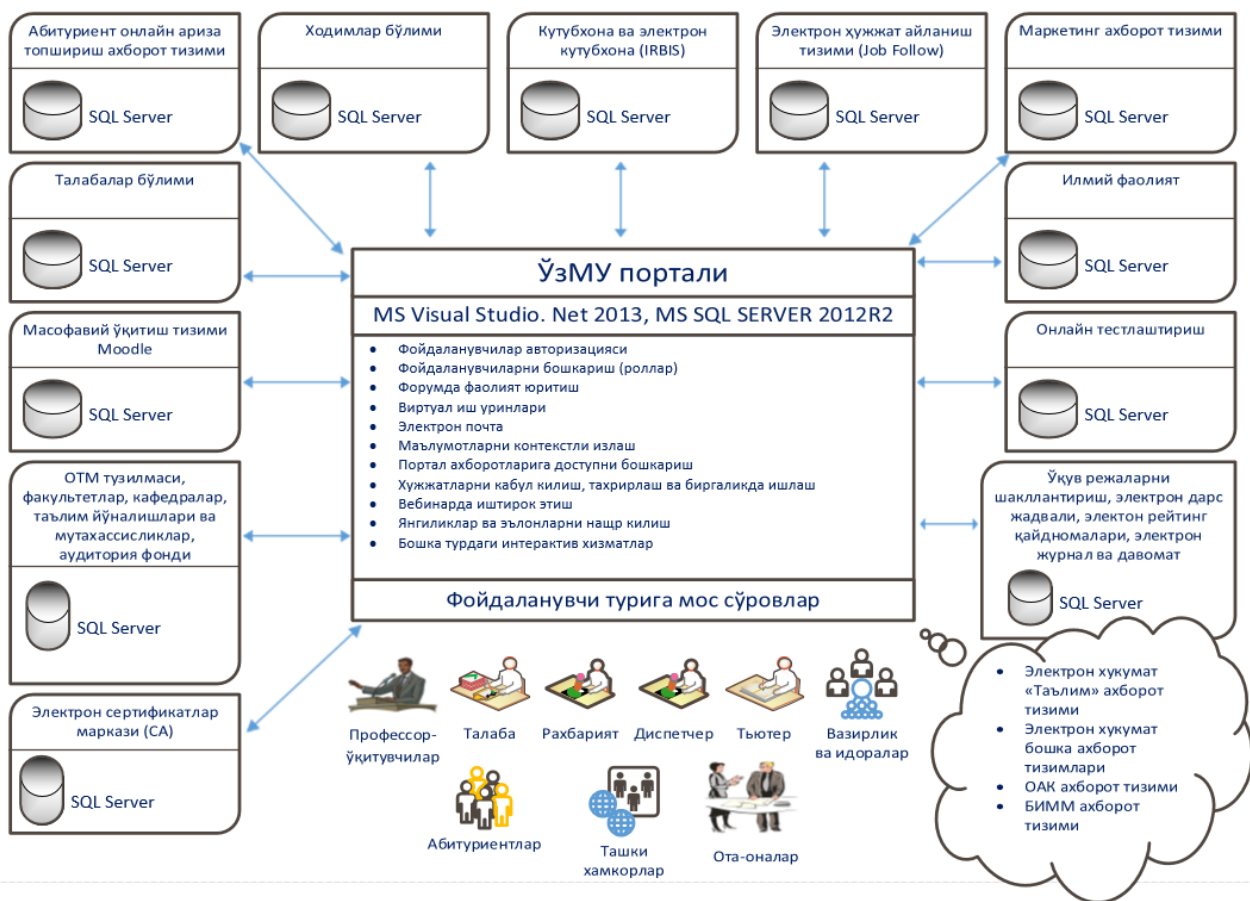 Абитуриент онлайн ариза
топшириш ахборот тизими
SQL Server
Ходимлар бўлими
SQL Server
Кутубхона ва электрон
кутубхона (IRBIS)
SQL Server
Электрон ҳужжат айланиш
тизими (Job Follow)
SQL Server
Маркетинг ахборот тизими
SQL Server
Талабалар бўлими
SQL Server
Масофавий ўқитиш тизими
Moodle
SQL Server
ОТМ тузилмаси,
факультетлар, кафедралар,
таълим йўналишлари ва
мутахассисликлар,
аудитория фонди
SQL Server
Электрон сертификатлар
маркази (CA)
SQL Server
ЎзМУ портали
MS Visual Studio. Net 2013, MS SQL SERVER 2012R2
• Фойдаланувчилар авторизацияси
• Фойдаланувчиларни бошкариш (роллар)
• Форумда фаолият юритиш
• Виртуал иш уринлари
• Электрон почта
• Маълумотларни контекстли излаш
• Портал ахборотларига доступни бошкариш
• Хужжатларни кабул килиш, тахрирлаш ва биргаликда ишлаш
• Вебинарда иштирок этиш
• Янгиликлар ва эълонларни нащр килиш
• Бошка турдаги интерактив хизматлар
Фойдаланувчи турига мос сўровлар
Илмий фаолият
SQL Server
Онлайн тестлаштириш
SQL Server
Ўқув режаларни
шакллантириш, электрон дарс
жадвали, электон рейтинг
қайдномалари, электрон
журнал ва давомат
SQL Server
• Электрон хукумат
«Таълим» ахборот
тизими
• Электрон хукумат
бошка ахборот
тизимлари
• ОАК ахборот тизими
• БИММ ахборот
тизими
Профессор-
ўқитувчилар
Талаба
Рахбарият
Диспетчер
Тьютер
Вазирлик
ва идоралар
Абитуриентлар
Ташки
хамкорлар
Ота-оналар